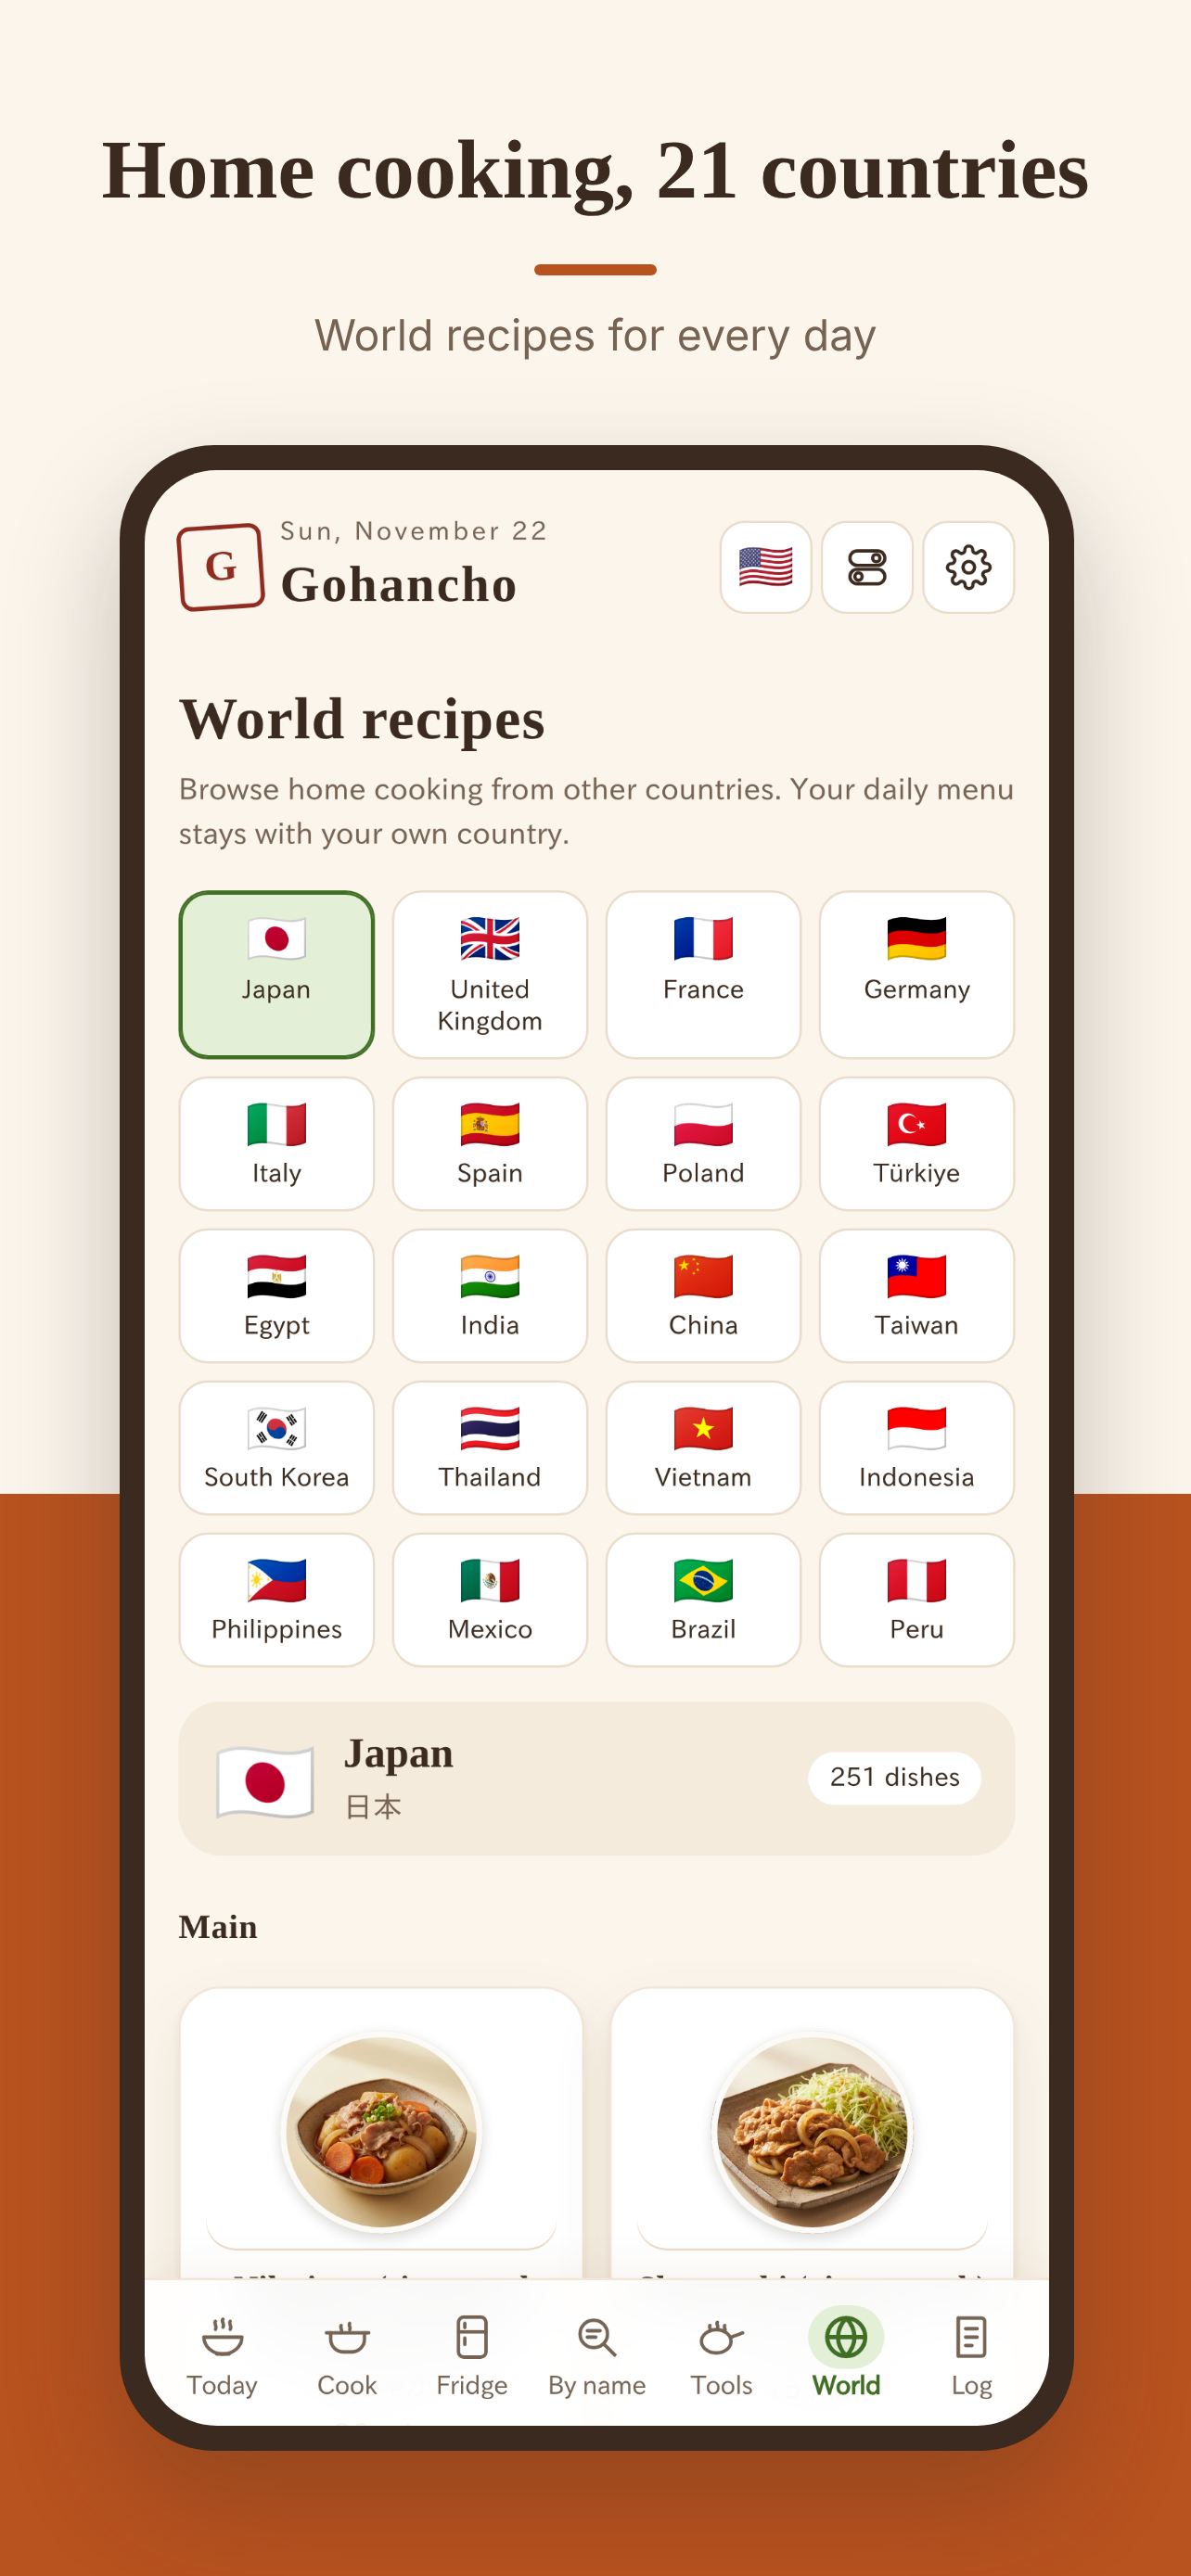 Home cooking, 21 countries
World recipes for every day
Sun, November 22
G
Gohancho
World recipes
Browse home cooking from other countries. Your daily menu
stays with your own country.
Japan
United
Kingdom
France
Germany
Italy
Spain
Poland
Türkiye
Egypt
India
China
Taiwan
South Korea
Thailand
Vietnam
Indonesia
Philippines
Mexico
Brazil
Peru
Japan
日本
251 dishes
Main
Today
Cook
Fridge
By name
Tools
World
Log